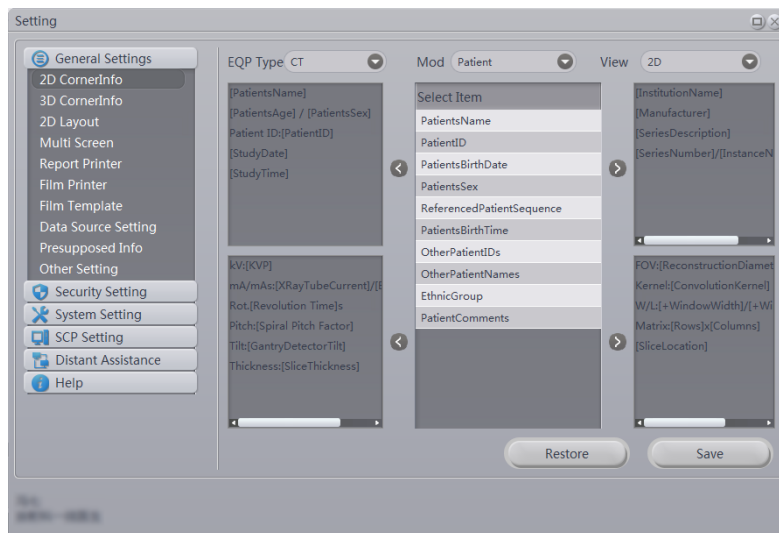 Setting
General Settings
2D CornerInfo
3D CornerInfo
2D Layout
Multi Screen
Report Printer
Film Printer
Film Template
Data Source Setting
Presupposed Info
Other Setting
Security Setting
System Setting
SCP Setting
Distant Assistance
Help
EQP Type CT
Mod Patient
View 2D
[PatientsName]
[PatientsAge] / [PatientsSex]
Patient ID:[PatientID]
[StudyDate]
[StudyTime]
kV:[KVP]
mA/mAs:[XRayTubeCurrent]/[E
Rot.[Revolution Time]s
Pitch:[Spiral Pitch Factor]
Tilt:[GantryDetectorTilt]
Thickness:[SliceThickness]
Select Item
PatientsName
PatientID
PatientsBirthDate
PatientsSex
ReferencedPatientSequence
PatientsBirthTime
OtherPatientIDs
OtherPatientNames
EthnicGroup
PatientComments
[InstitutionName]
[Manufacturer]
[SeriesDescription]
[SeriesNumber]/[InstanceN
FOV:[ReconstructionDiamet
Kernel:[ConvolutionKernel]
W/L:[+WindowWidth]/[+Wi
Matrix:[Rows]x[Columns]
[SliceLocation]
Restore
Save